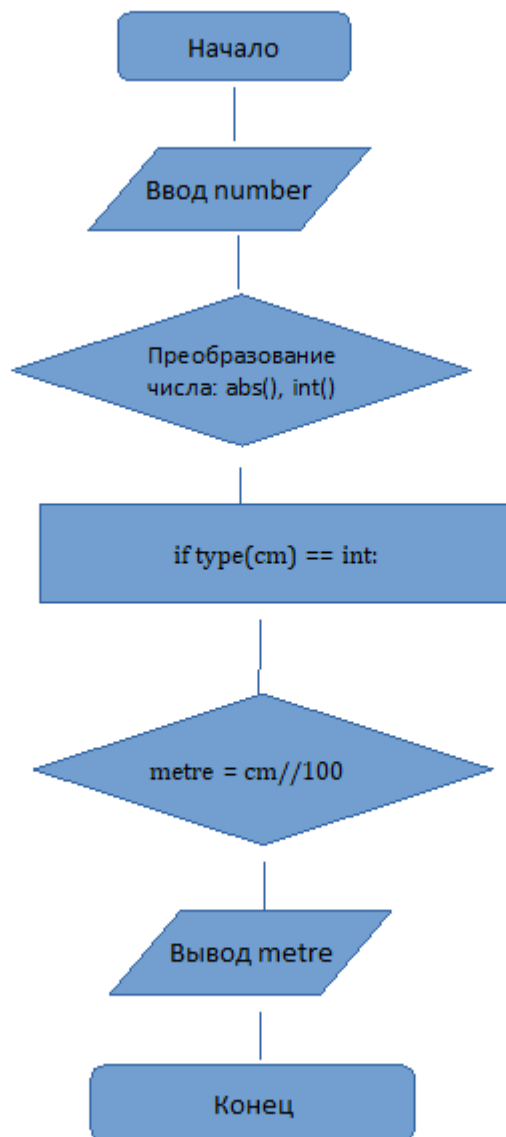 Начало
Ввод number
Преобразование
числа: abs(), int()
if type(cm) == int:
metre = cm//100
Вывод metre
Конец